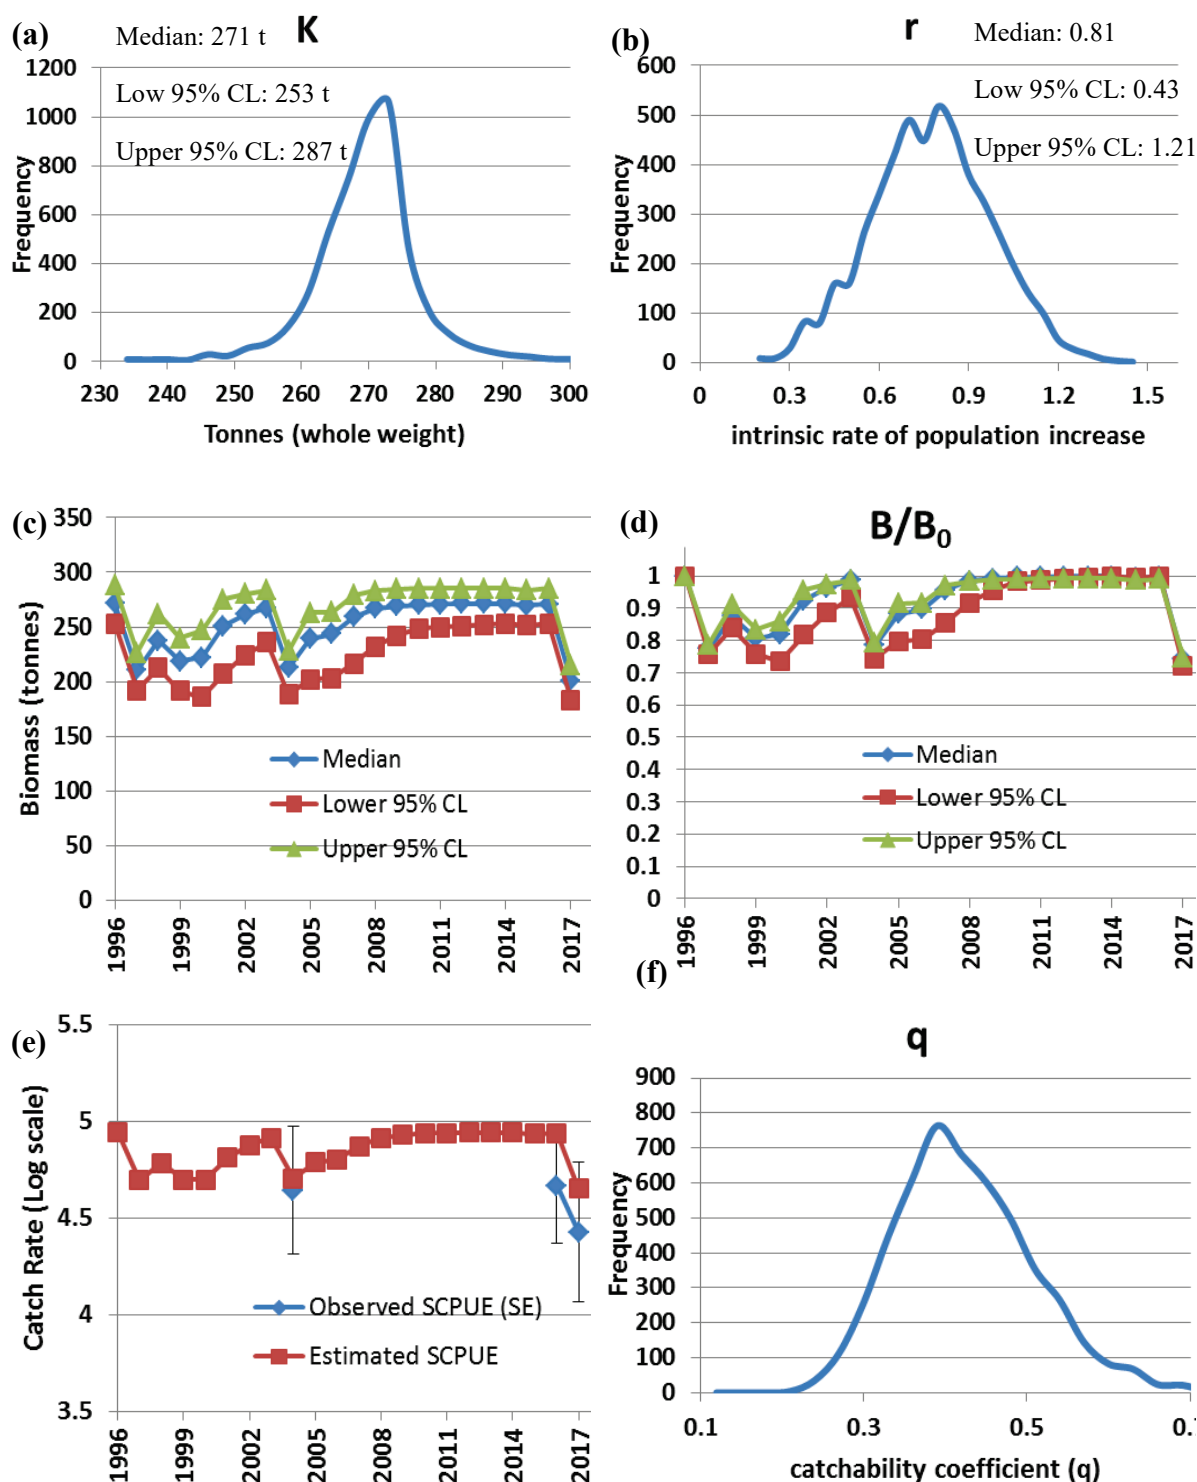 (a)
Median: 271 t
K
Low 95% CL: 253 t
Upper 95% CL: 287 t
Frequency
1200
1000
800
600
400
200
0
230 240 250 260 270 280 290 300
Tonnes (whole weight)
(b)
r
Median: 0.81
Low 95% CL: 0.43
Upper 95% CL: 1.21
Frequency
600
500
400
300
200
100
0
0 0.3 0.6 0.9 1.2 1.5
intrinsic rate of population increase
(c)
Biomass (tonnes)
350
300
250
200
150
100
50
0
Median
Lower 95% CL
Upper 95% CL
1996 1999 2002 2005 2008 2011 2014 2017
(d)
B/B0
1
0.9
0.8
0.7
0.6
0.5
0.4
0.3
0.2
0.1
0
Median
Lower 95% CL
Upper 95% CL
1996 1999 2002 2005 2008 2011 2014 2017
(e)
Catch Rate (Log scale)
5.5
5
4.5
4
3.5
Observed SCPUE (SE)
Estimated SCPUE
1996 1999 2002 2005 2008 2011 2014 2017
(f)
q
Frequency
900
800
700
600
500
400
300
200
100
0
0.1 0.3 0.5
catchability coefficient (q)